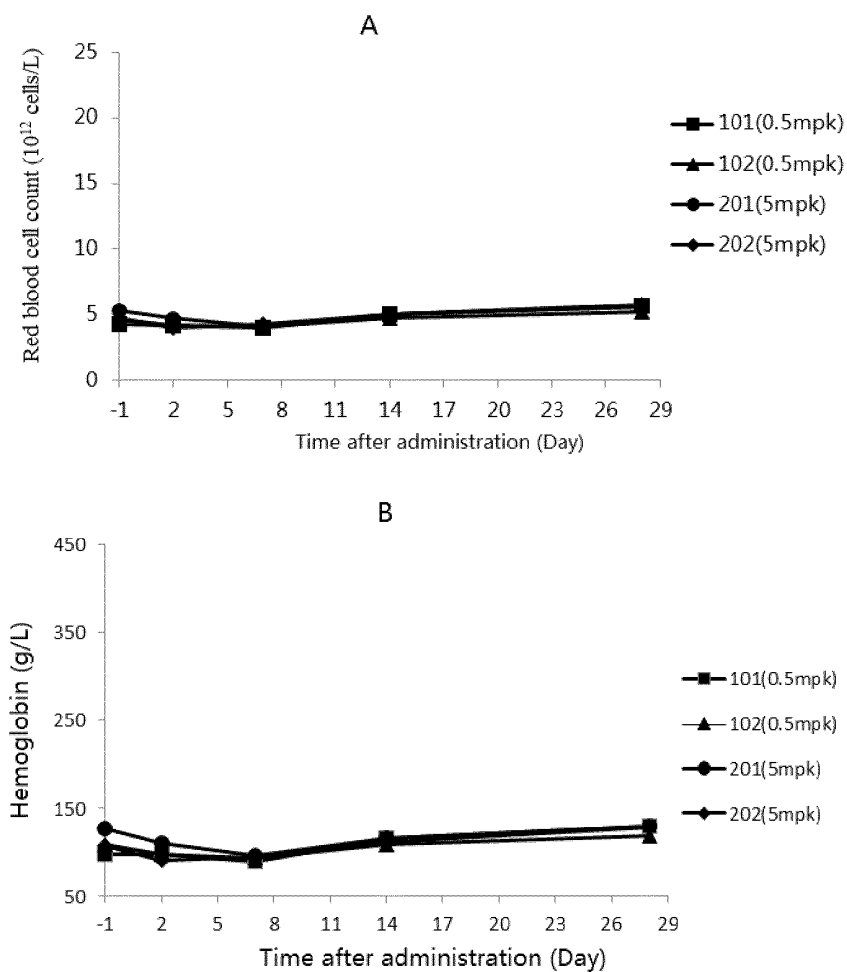 A
Red blood cell count (10¹² cells/L)
25
20
15
10
5
0
-1 2 5 8 11 14 17 20 23 26 29
Time after administration (Day)
101(0.5mpk)
102(0.5mpk)
201(5mpk)
202(5mpk)
B
Hemoglobin (g/L)
450
350
250
150
50
-1 2 5 8 11 14 17 20 23 26 29
Time after administration (Day)
101(0.5mpk)
102(0.5mpk)
201(5mpk)
202(5mpk)